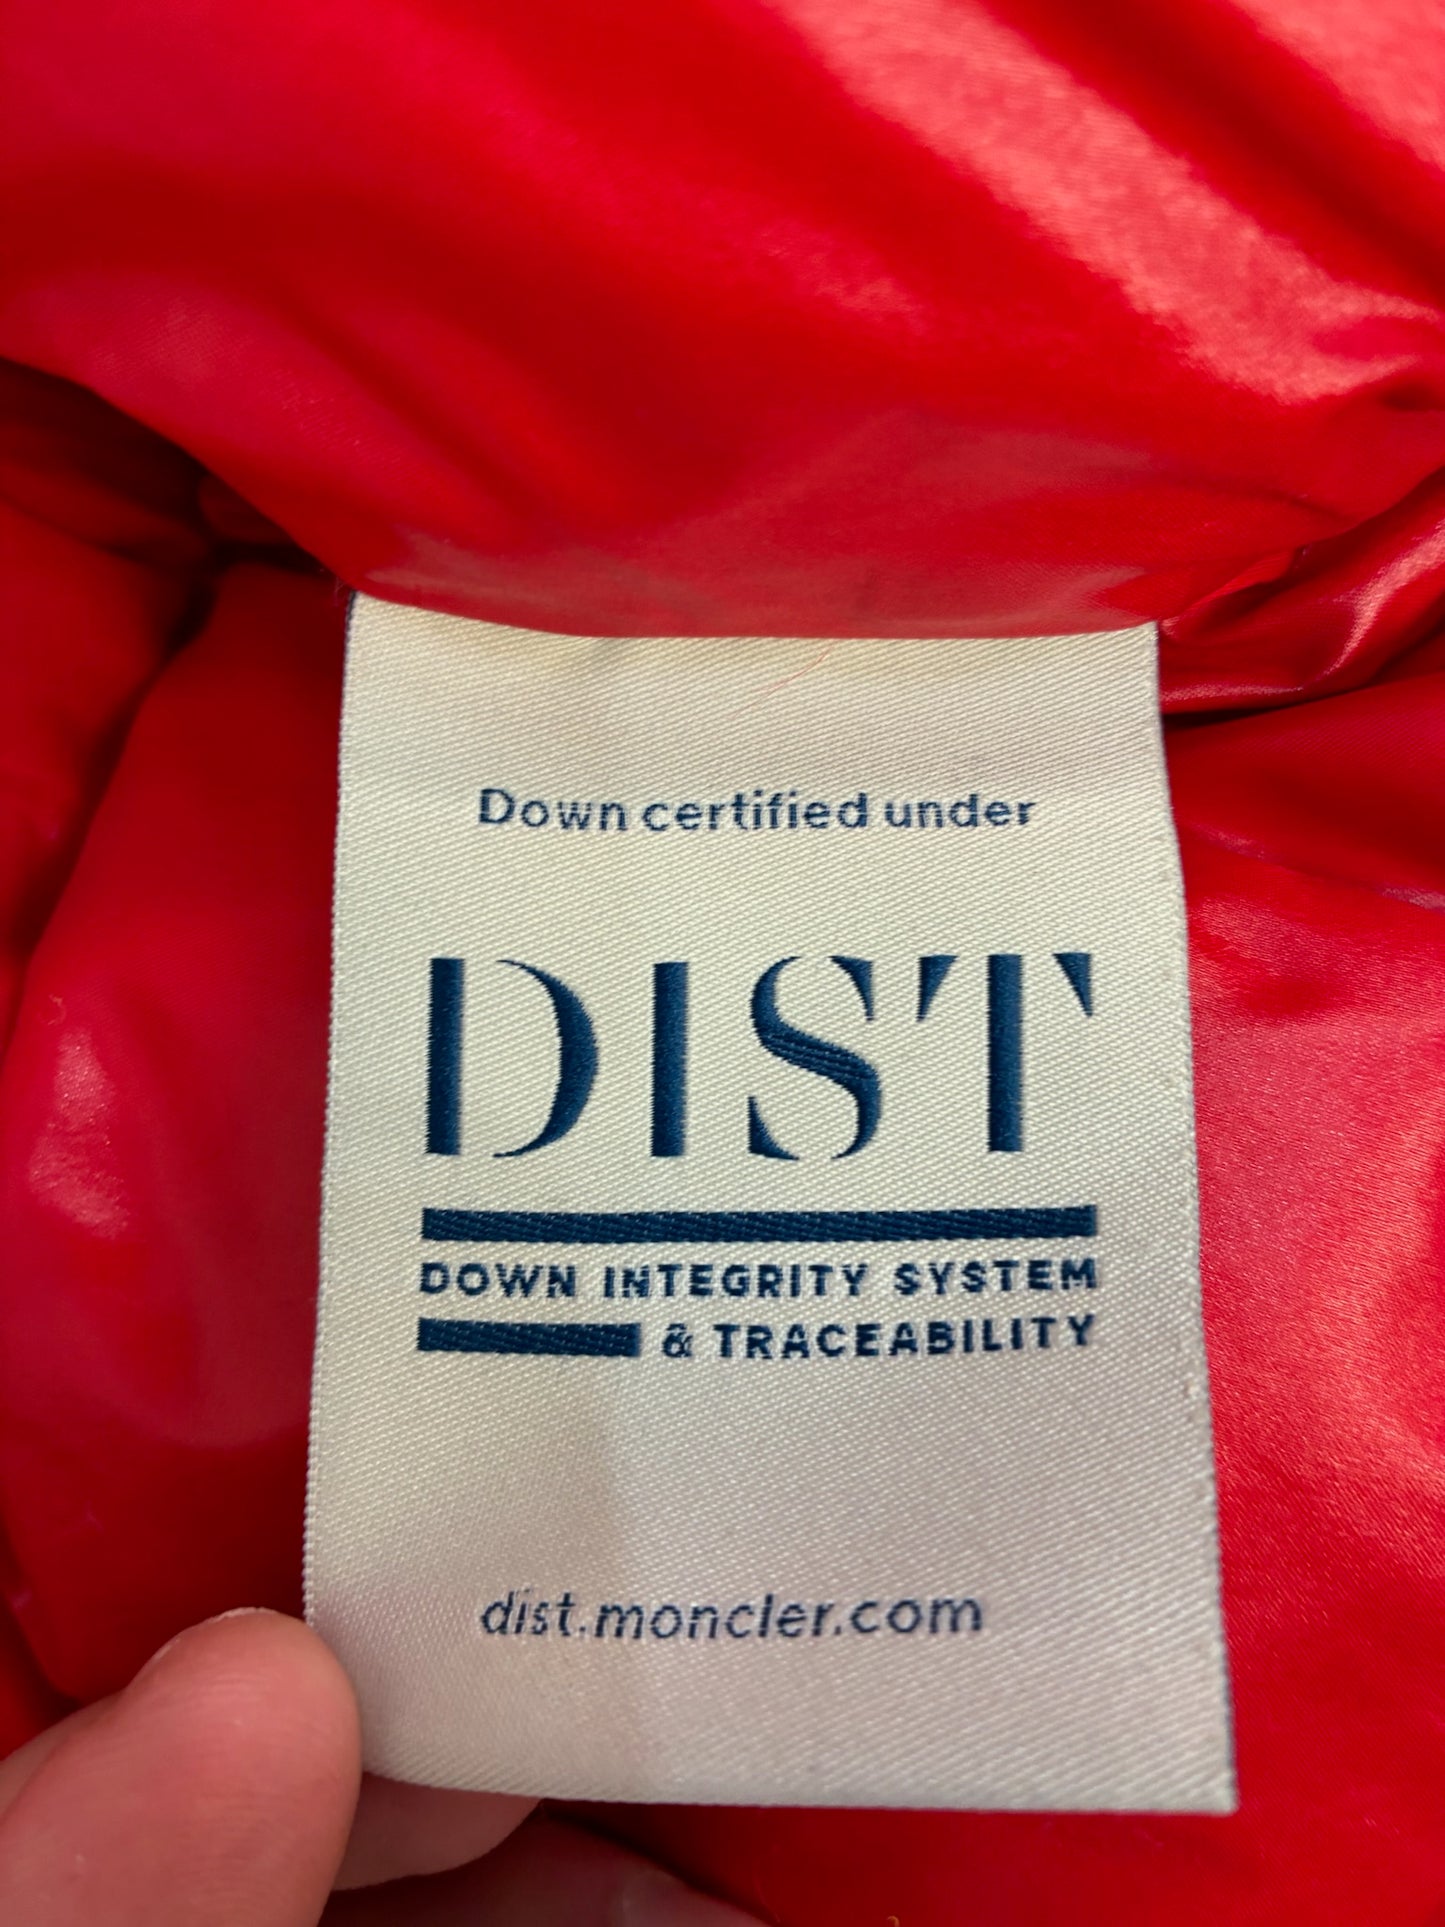 Down certified under
DIST
DOWN INTEGRITY SYSTEM
& TRACEABILITY
dist.moncler.com